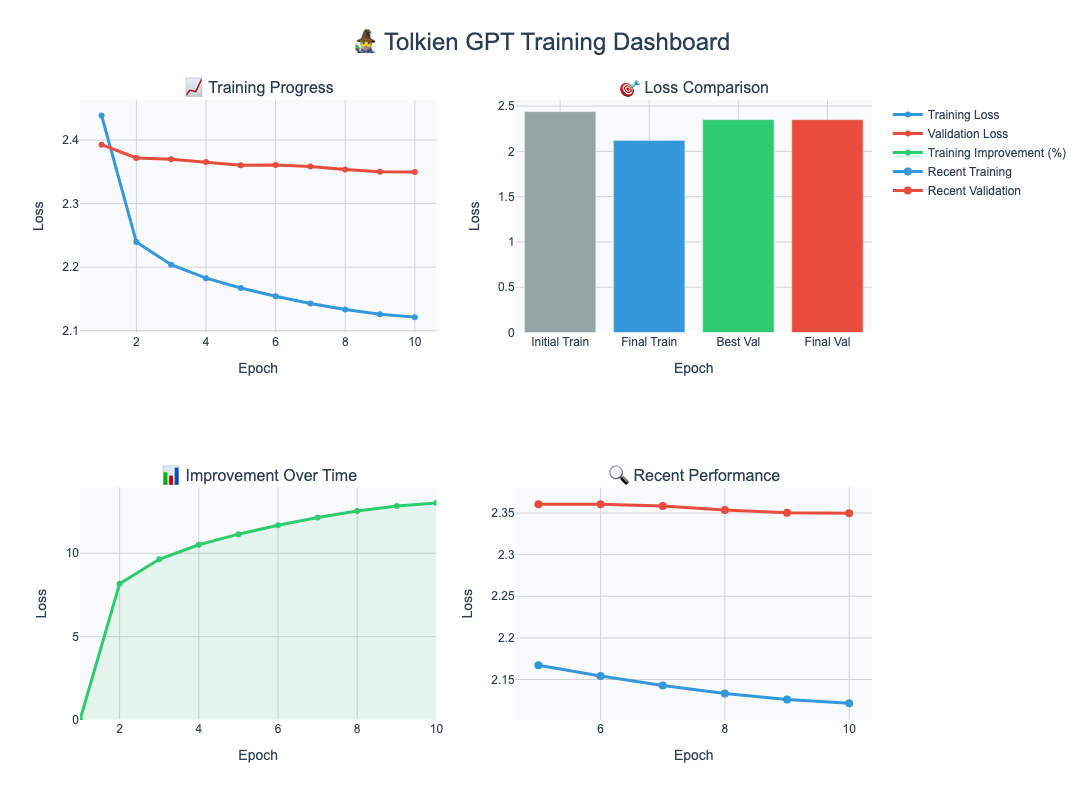 🧙‍♂️ Tolkien GPT Training Dashboard
📈 Training Progress
2.4
2.3
2.2
2.1
Loss
2 4 6 8 10
Epoch
🎯 Loss Comparison
2.5
2
1.5
1
0.5
0
Loss
Initial Train Final Train Best Val Final Val
Epoch
Training Loss
Validation Loss
Training Improvement (%)
Recent Training
Recent Validation
📊 Improvement Over Time
10
5
0
Loss
2 4 6 8 10
Epoch
🔍 Recent Performance
2.35
2.3
2.25
2.2
2.15
Loss
6 8 10
Epoch